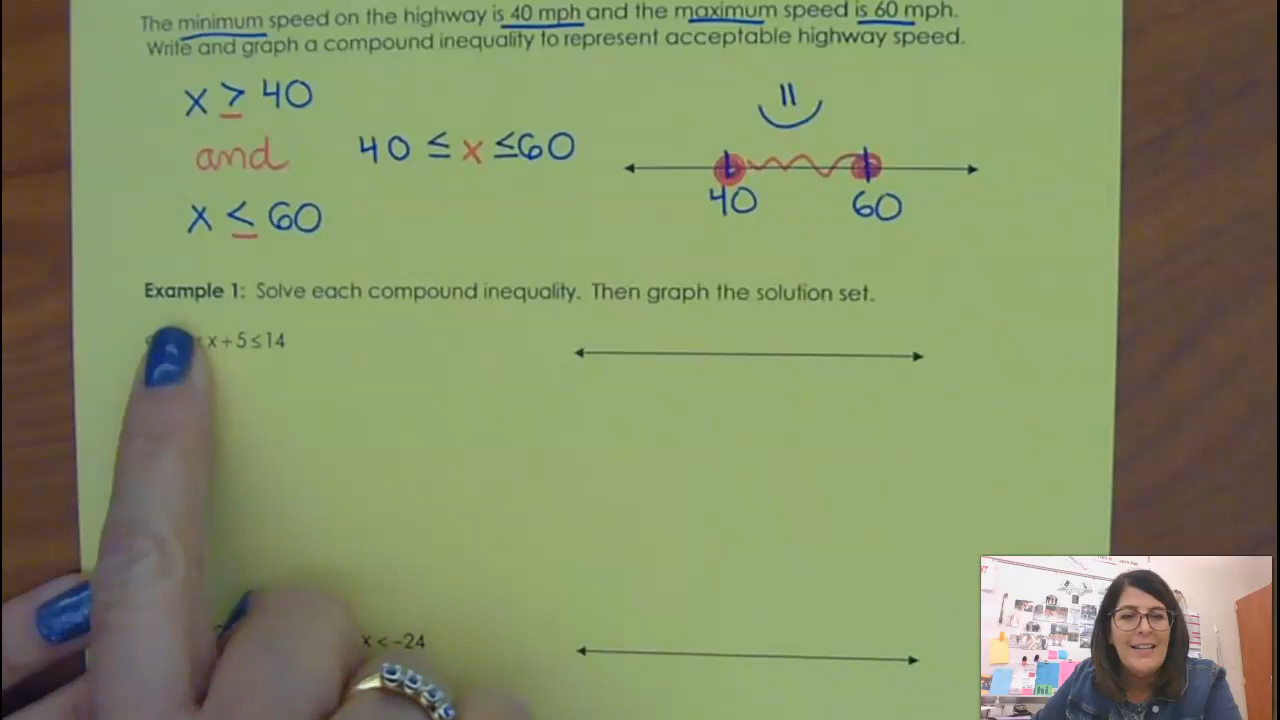 The minimum speed on the highway is 40 mph and the maximum speed is 60 mph.
Write and graph a compound inequality to represent acceptable highway speed.
x ≥ 40
and
x ≤ 60
40 ≤ x ≤ 60
40
60
Example 1: Solve each compound inequality. Then graph the solution set.
x + 5 ≤ 14
x < -24
hi